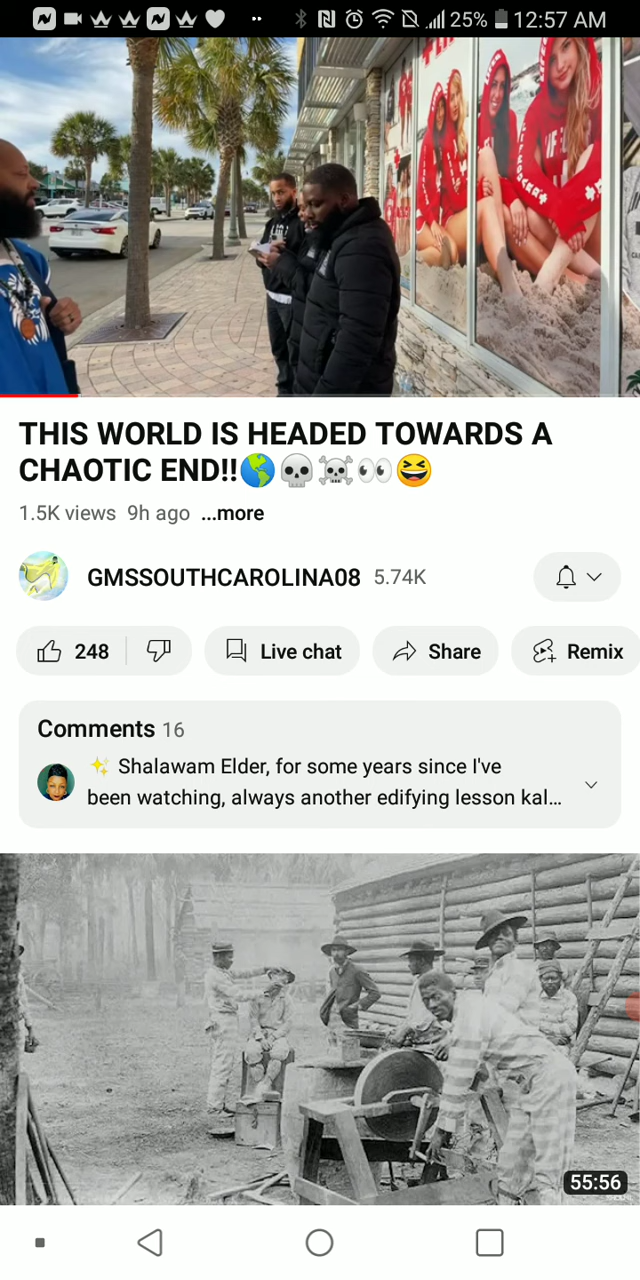 25% 12:57 AM
THIS WORLD IS HEADED TOWARDS A
CHAOTIC END!!🌎💀☠️👀😆
1.5K views 9h ago ...more
GMSSOUTHCAROLINA08 5.74K
248 Live chat Share Remix
Comments 16
✨ Shalawam Elder, for some years since I've
been watching, always another edifying lesson kal...
55:56